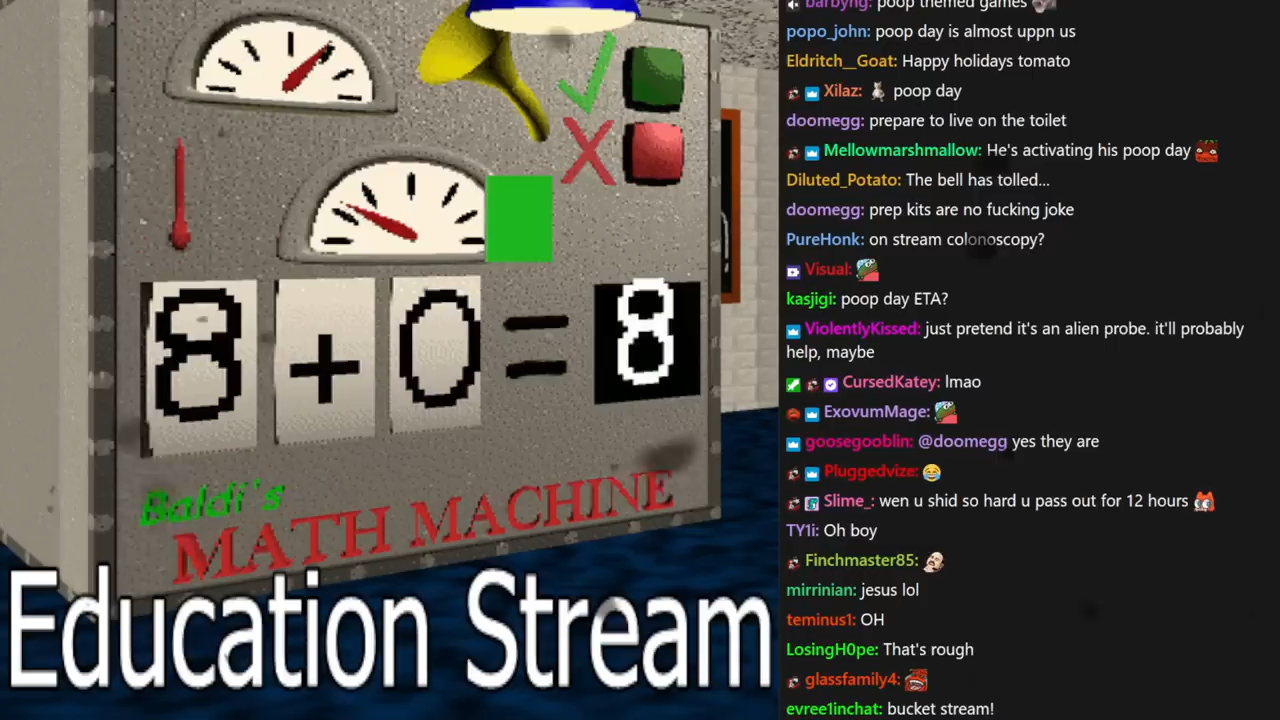 8 + 0 = 8
Baldi's
MATH MACHINE
Education Stream
barbyng: poop themed games
popo_john: poop day is almost uppn us
Eldritch__Goat: Happy holidays tomato
Xilaz: poop day
doomegg: prepare to live on the toilet
Mellowmarshmallow: He's activating his poop day
Diluted_Potato: The bell has tolled...
doomegg: prep kits are no fucking joke
PureHonk: on stream colonoscopy?
Visual:
kasjigi: poop day ETA?
ViolentlyKissed: just pretend it's an alien probe. it'll probably
help, maybe
CursedKatey: lmao
ExovumMage:
goosegooblin: @doomegg yes they are
Pluggedvize:
Slime_: wen u shid so hard u pass out for 12 hours
TY1i: Oh boy
Finchmaster85:
mirrinian: jesus lol
teminus1: OH
LosingH0pe: That's rough
glassfamily4:
evree1inchat: bucket stream!